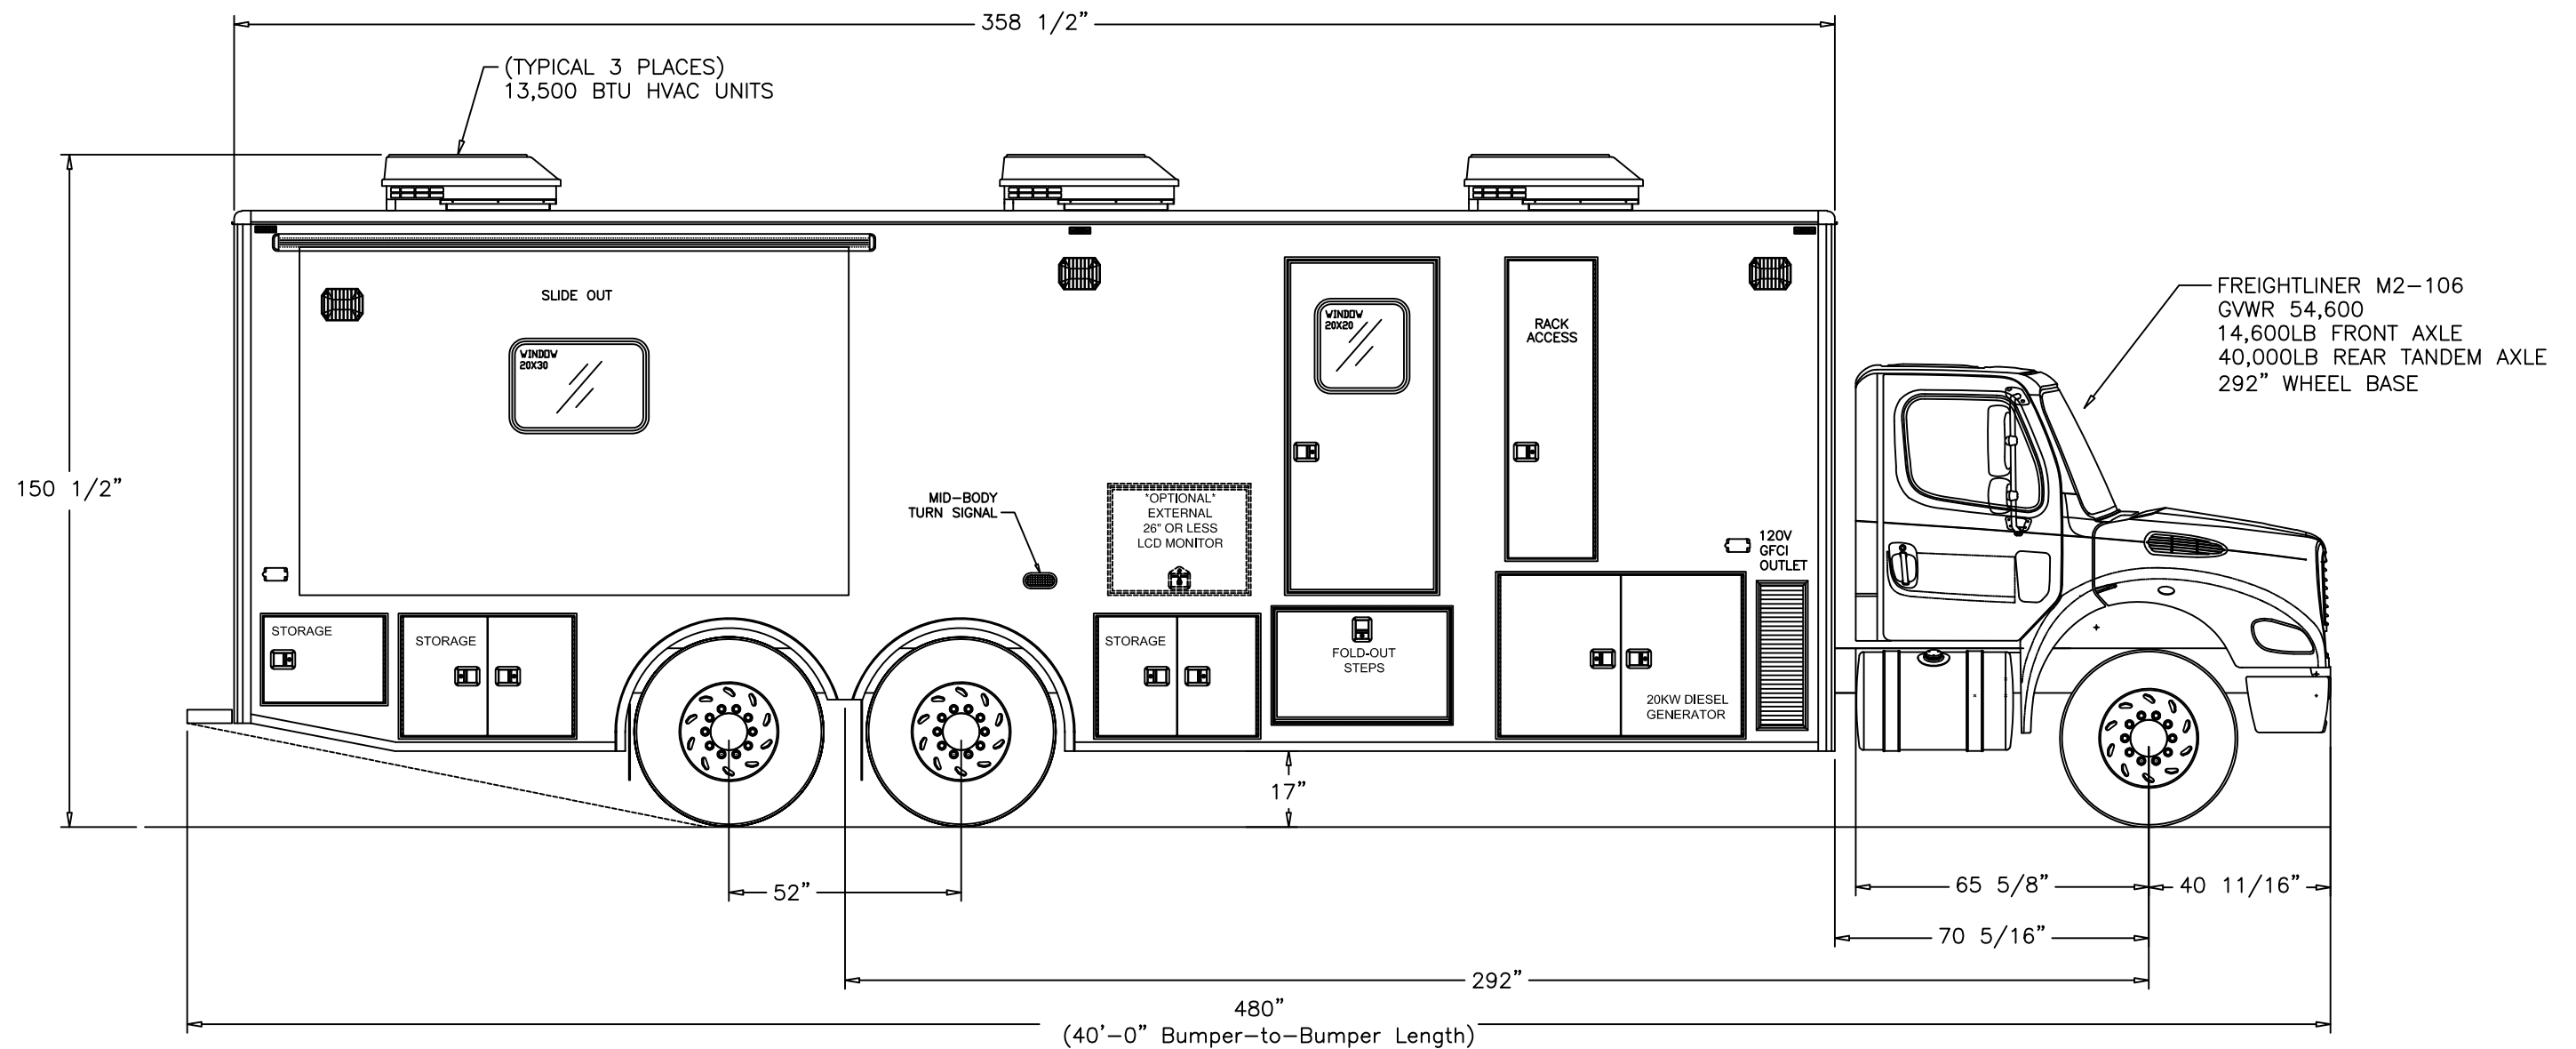 358 1/2"
(TYPICAL 3 PLACES)
13,500 BTU HVAC UNITS
SLIDE OUT
WINDOW
20X30
WINDOW
20X20
RACK
ACCESS
FREIGHTLINER M2-106
GVWR 54,600
14,600LB FRONT AXLE
40,000LB REAR TANDEM AXLE
292" WHEEL BASE
150 1/2"
MID-BODY
TURN SIGNAL
*OPTIONAL*
EXTERNAL
26" OR LESS
LCD MONITOR
120V
GFCI
OUTLET
STORAGE
STORAGE
STORAGE
FOLD-OUT
STEPS
20KW DIESEL
GENERATOR
17"
52"
65 5/8"
40 11/16"
70 5/16"
292"
480"
(40'-0" Bumper-to-Bumper Length)